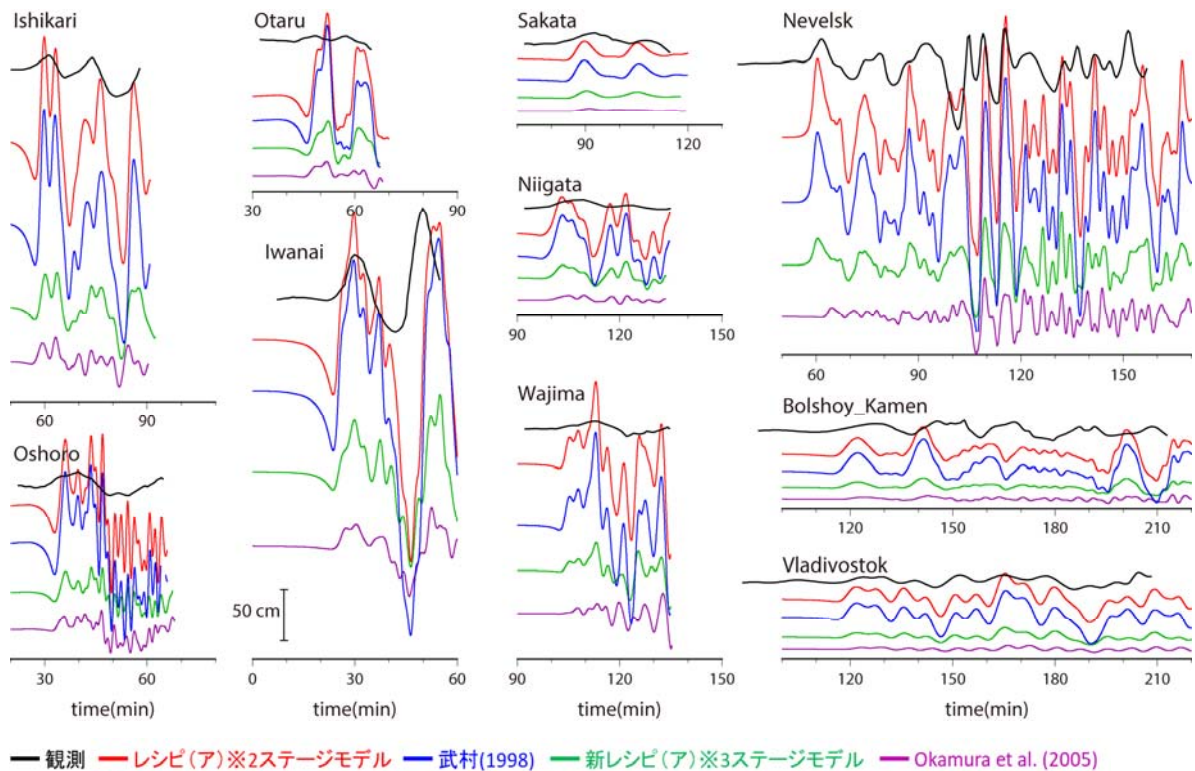 Ishikari
Otaru
Sakata
Nevelsk
90 120
Niigata
30 60 90
Iwanai
90 120 150
60 90 120 150
60 90
Wajima
Bolshoy_Kamen
Oshoro
120 150 180 210
Vladivostok
50 cm
30 60
0 30 60
90 120 150
120 150 180 210
time(min)
time(min)
time(min)
time(min)
観測 レシピ(ア)※2ステージモデル 武村(1998) 新レシピ(ア)※3ステージモデル Okamura et al. (2005)